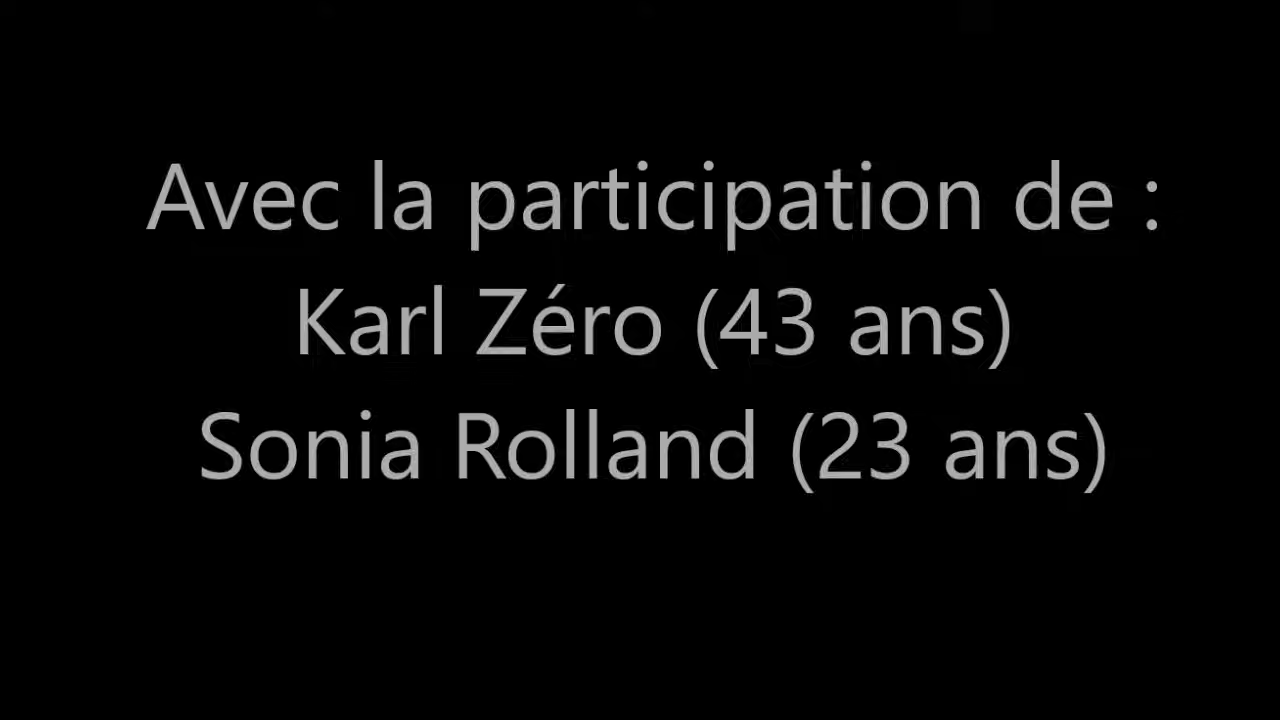 Avec la participation de :
Karl Zéro (43 ans)
Sonia Rolland (23 ans)